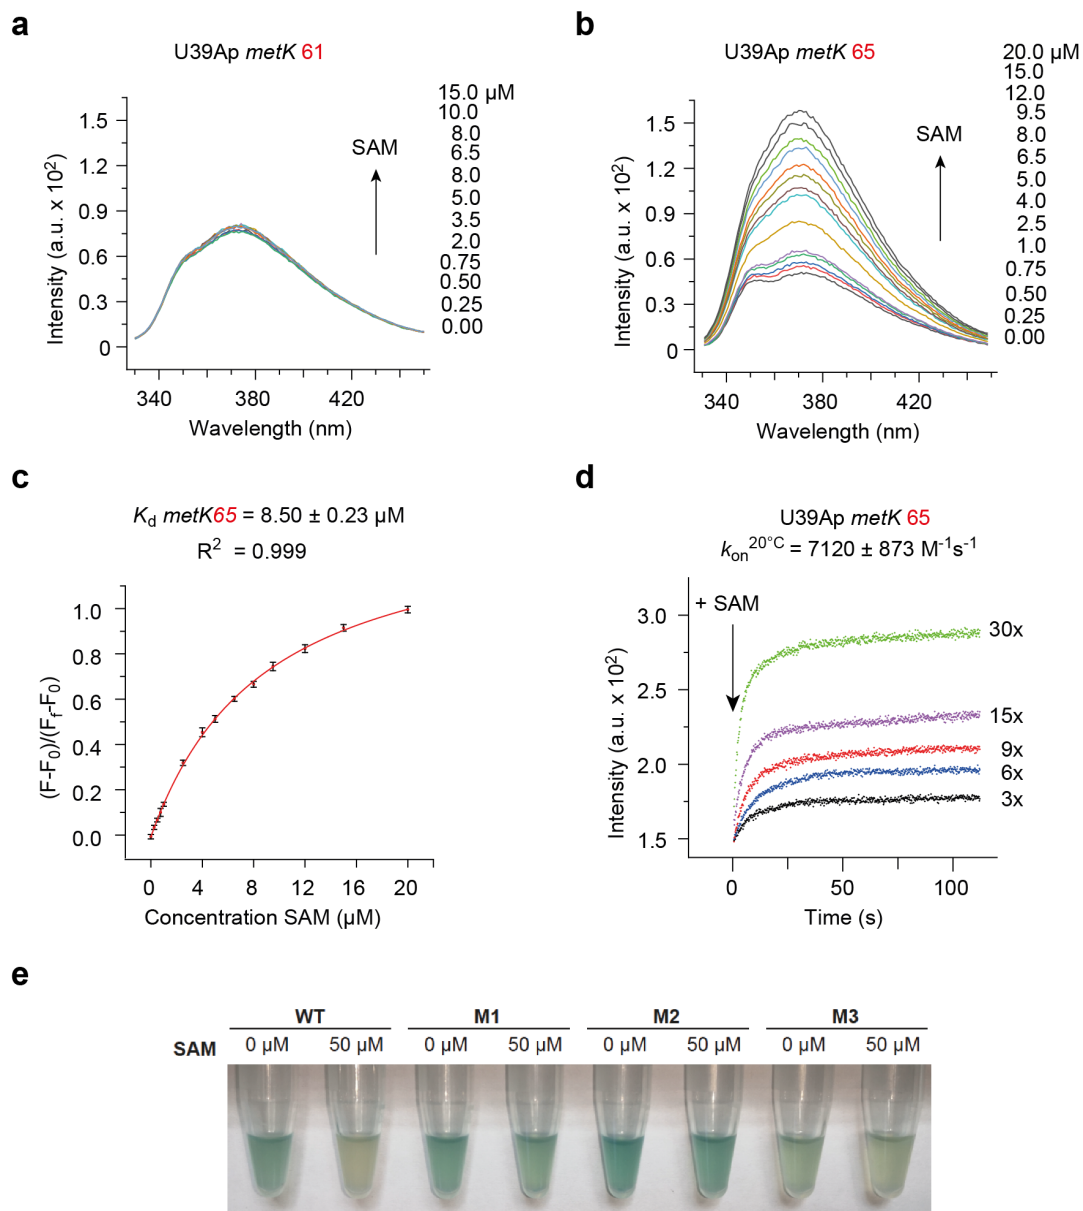 a
U39Ap metK 61
Intensity (a.u. x 10²)
1.5
1.2
0.9
0.6
0.3
0
340
380
420
Wavelength (nm)
SAM
15.0 µM
10.0
8.0
6.5
8.0
5.0
3.5
2.0
0.75
0.50
0.25
0.00
b
U39Ap metK 65
Intensity (a.u. x 10²)
1.5
1.2
0.9
0.6
0.3
0
340
380
420
Wavelength (nm)
SAM
20.0 µM
15.0
12.0
9.5
8.0
6.5
5.0
4.0
2.5
1.0
0.75
0.50
0.25
0.00
c
Kd metK65 = 8.50 ± 0.23 µM
R² = 0.999
(F-F₀)/(Ff-F₀)
1.0
0.8
0.6
0.4
0.2
0.0
0
4
8
12
16
20
Concentration SAM (µM)
d
U39Ap metK 65
kon20°C = 7120 ± 873 M⁻¹s⁻¹
+ SAM
Intensity (a.u. x 10²)
3.0
2.5
2.0
1.5
30x
15x
9x
6x
3x
0
50
100
Time (s)
e
WT M1 M2 M3
SAM 0 µM 50 µM 0 µM 50 µM 0 µM 50 µM 0 µM 50 µM